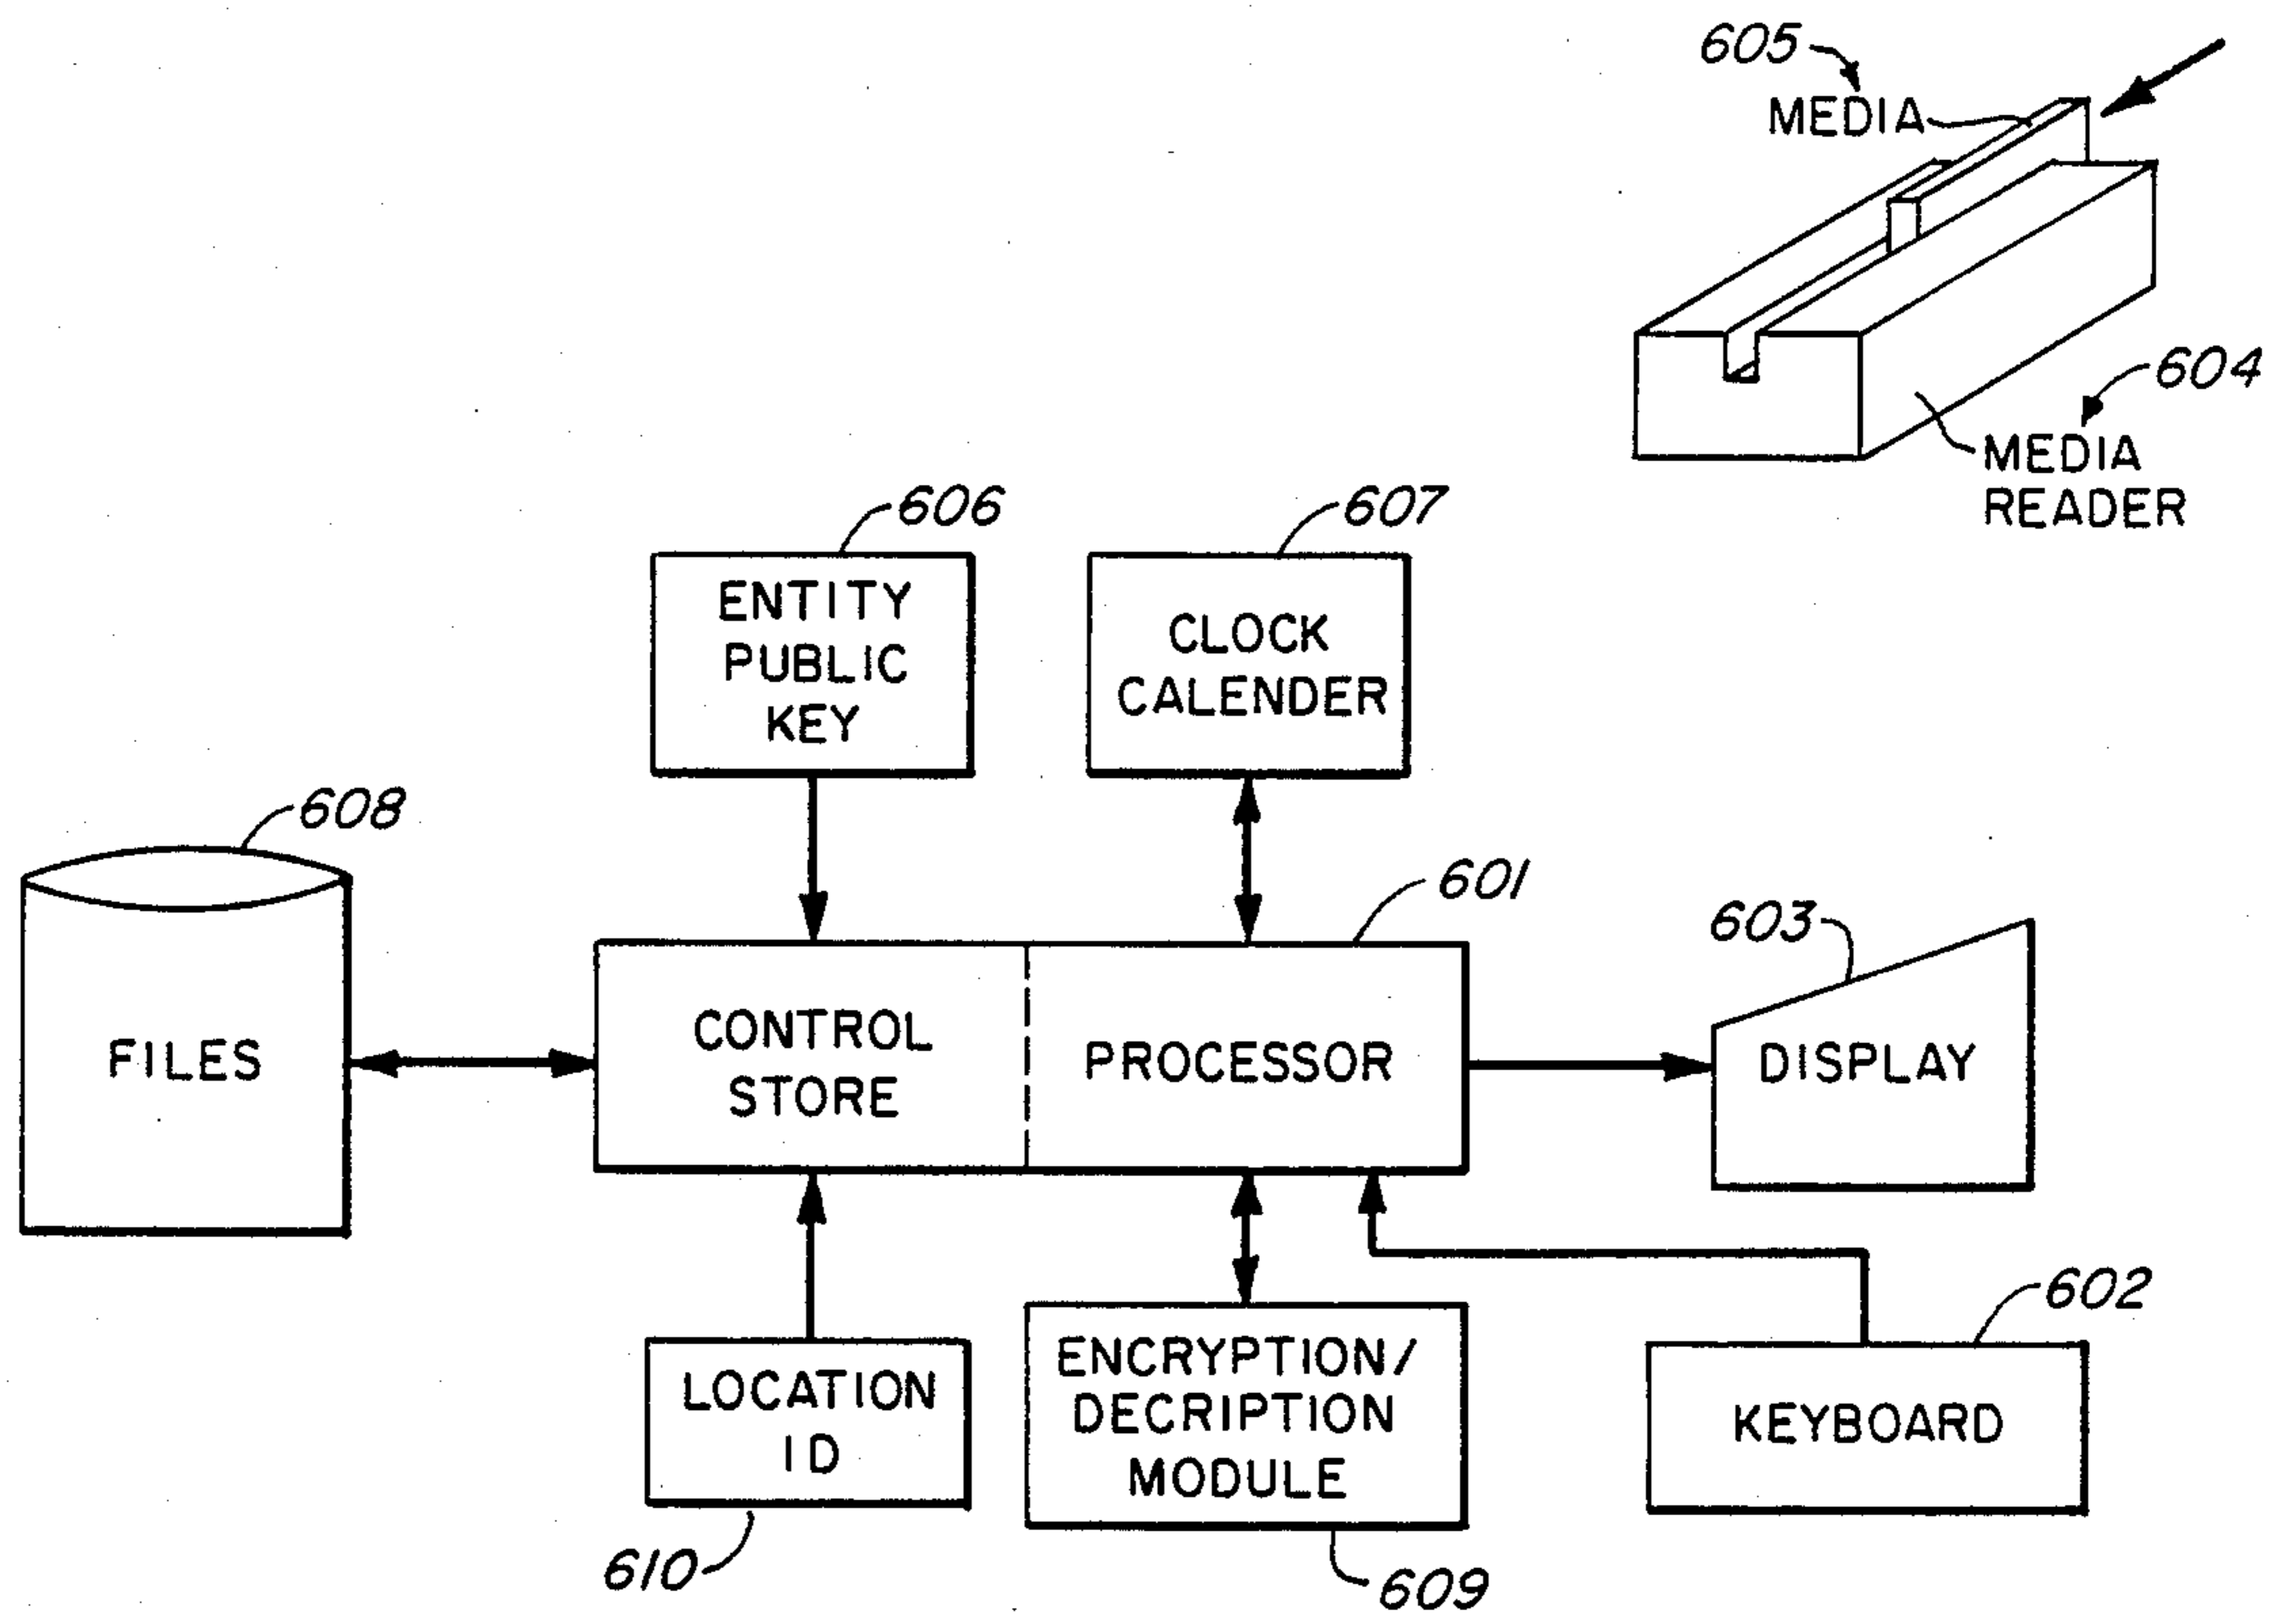 605
MEDIA
604
MEDIA
READER
606
607
ENTITY
PUBLIC
KEY
CLOCK
CALENDER
608
601
603
FILES
CONTROL
STORE
PROCESSOR
DISPLAY
602
LOCATION
ID
ENCRYPTION/
DECRIPTION
MODULE
KEYBOARD
610
609